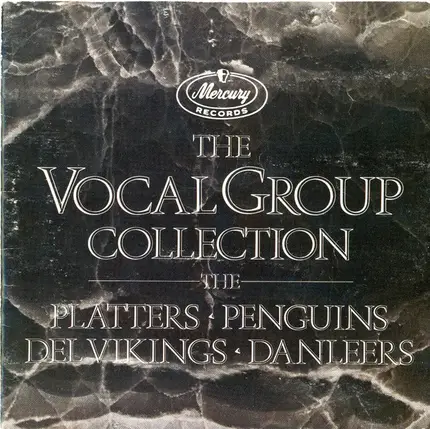 Mercury
RECORDS
THE
VOCAL GROUP
COLLECTION
THE
PLATTERS • PENGUINS
DEL VIKINGS • DANLEERS